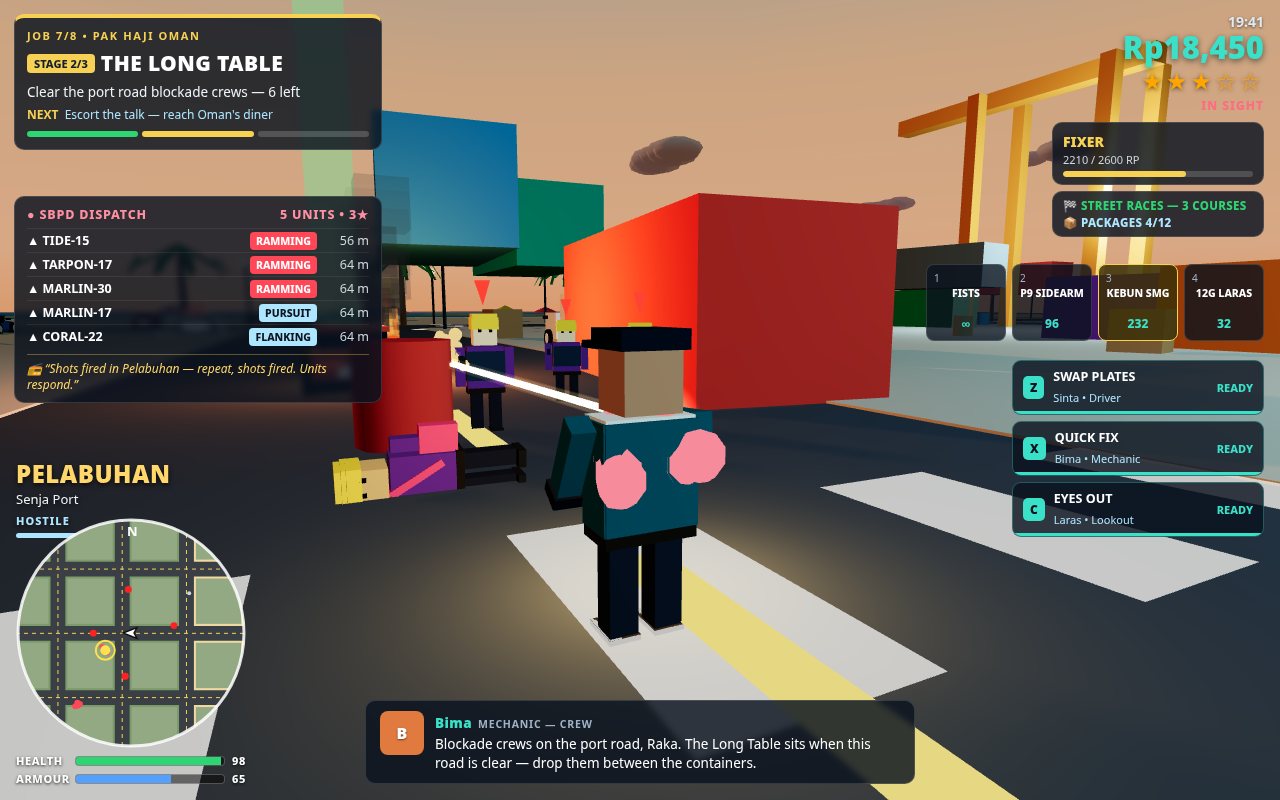 JOB 7/8 • PAK HAJI OMAN
STAGE 2/3 THE LONG TABLE
Clear the port road blockade crews — 6 left
NEXT Escort the talk — reach Oman's diner
19:41
Rp18,450
IN SIGHT
FIXER
2210 / 2600 RP
STREET RACES — 3 COURSES
PACKAGES 4/12
SBPD DISPATCH 5 UNITS • 3★
▲ TIDE-15 RAMMING 56 m
▲ TARPON-17 RAMMING 64 m
▲ MARLIN-30 RAMMING 64 m
▲ MARLIN-17 PURSUIT 64 m
▲ CORAL-22 FLANKING 64 m
“Shots fired in Pelabuhan — repeat, shots fired. Units
respond.”
1 FISTS ∞
2 P9 SIDEARM 96
3 KEBUN SMG 232
4 12G LARAS 32
Z SWAP PLATES READY
Sinta • Driver
X QUICK FIX READY
Bima • Mechanic
C EYES OUT READY
Laras • Lookout
PELABUHAN
Senja Port
HOSTILE
N
HEALTH 98
ARMOUR 65
B
Bima MECHANIC — CREW
Blockade crews on the port road, Raka. The Long Table sits when this
road is clear — drop them between the containers.